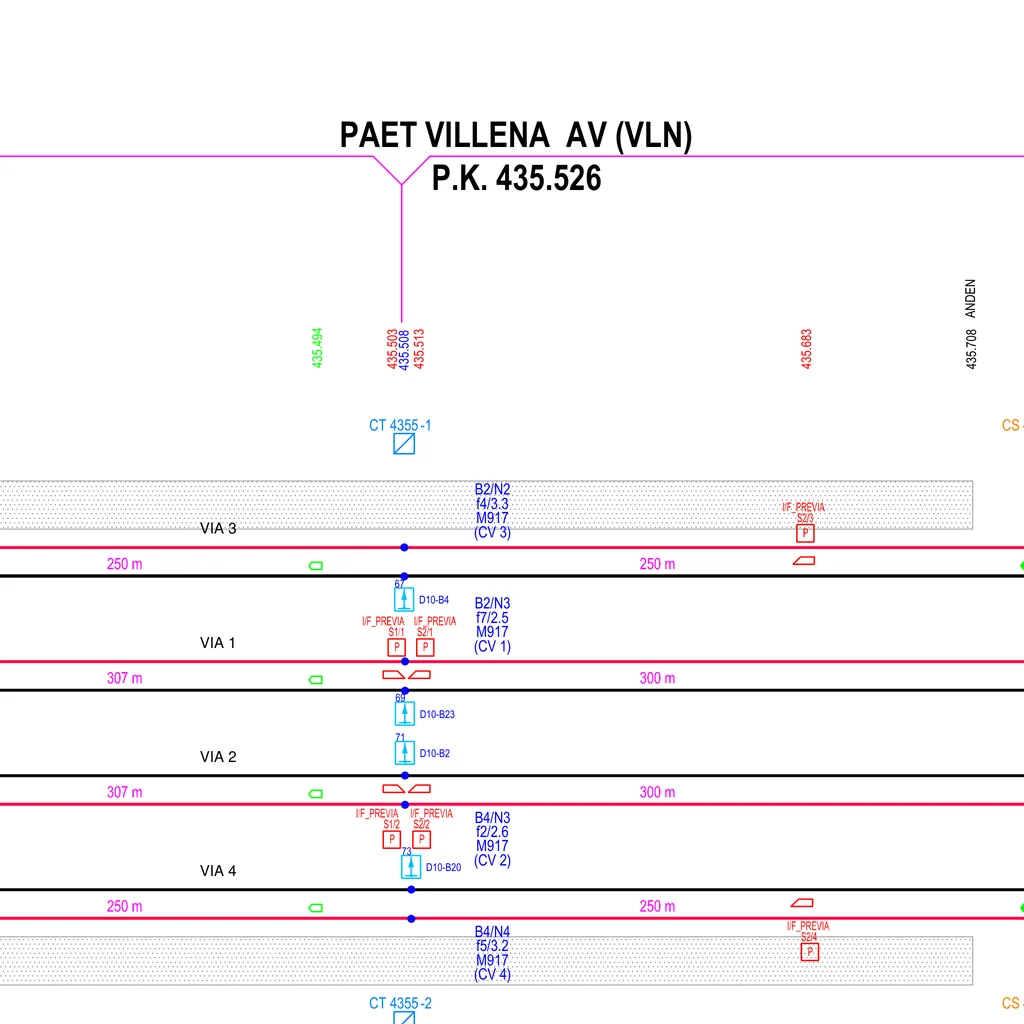 PAET VILLENA  AV (VLN)
P.K. 435.526
435.494
435.503
435.508
435.513
435.683
435.708   ANDEN
CT 4355-1
CS
B2/N2
f4/3.3
M917
(CV 3)
I/F_PREVIA
S2/3
P
VIA 3
250 m
250 m
67
D10-B4
B2/N3
f7/2.5
M917
(CV 1)
I/F_PREVIA I/F_PREVIA
S1/1 S2/1
P P
VIA 1
307 m
300 m
69
D10-B23
71
D10-B2
VIA 2
307 m
300 m
I/F_PREVIA I/F_PREVIA
S1/2 S2/2
P P
B4/N3
f2/2.6
M917
(CV 2)
73
D10-B20
VIA 4
250 m
250 m
I/F_PREVIA
S2/4
P
B4/N4
f5/3.2
M917
(CV 4)
CT 4355-2
CS